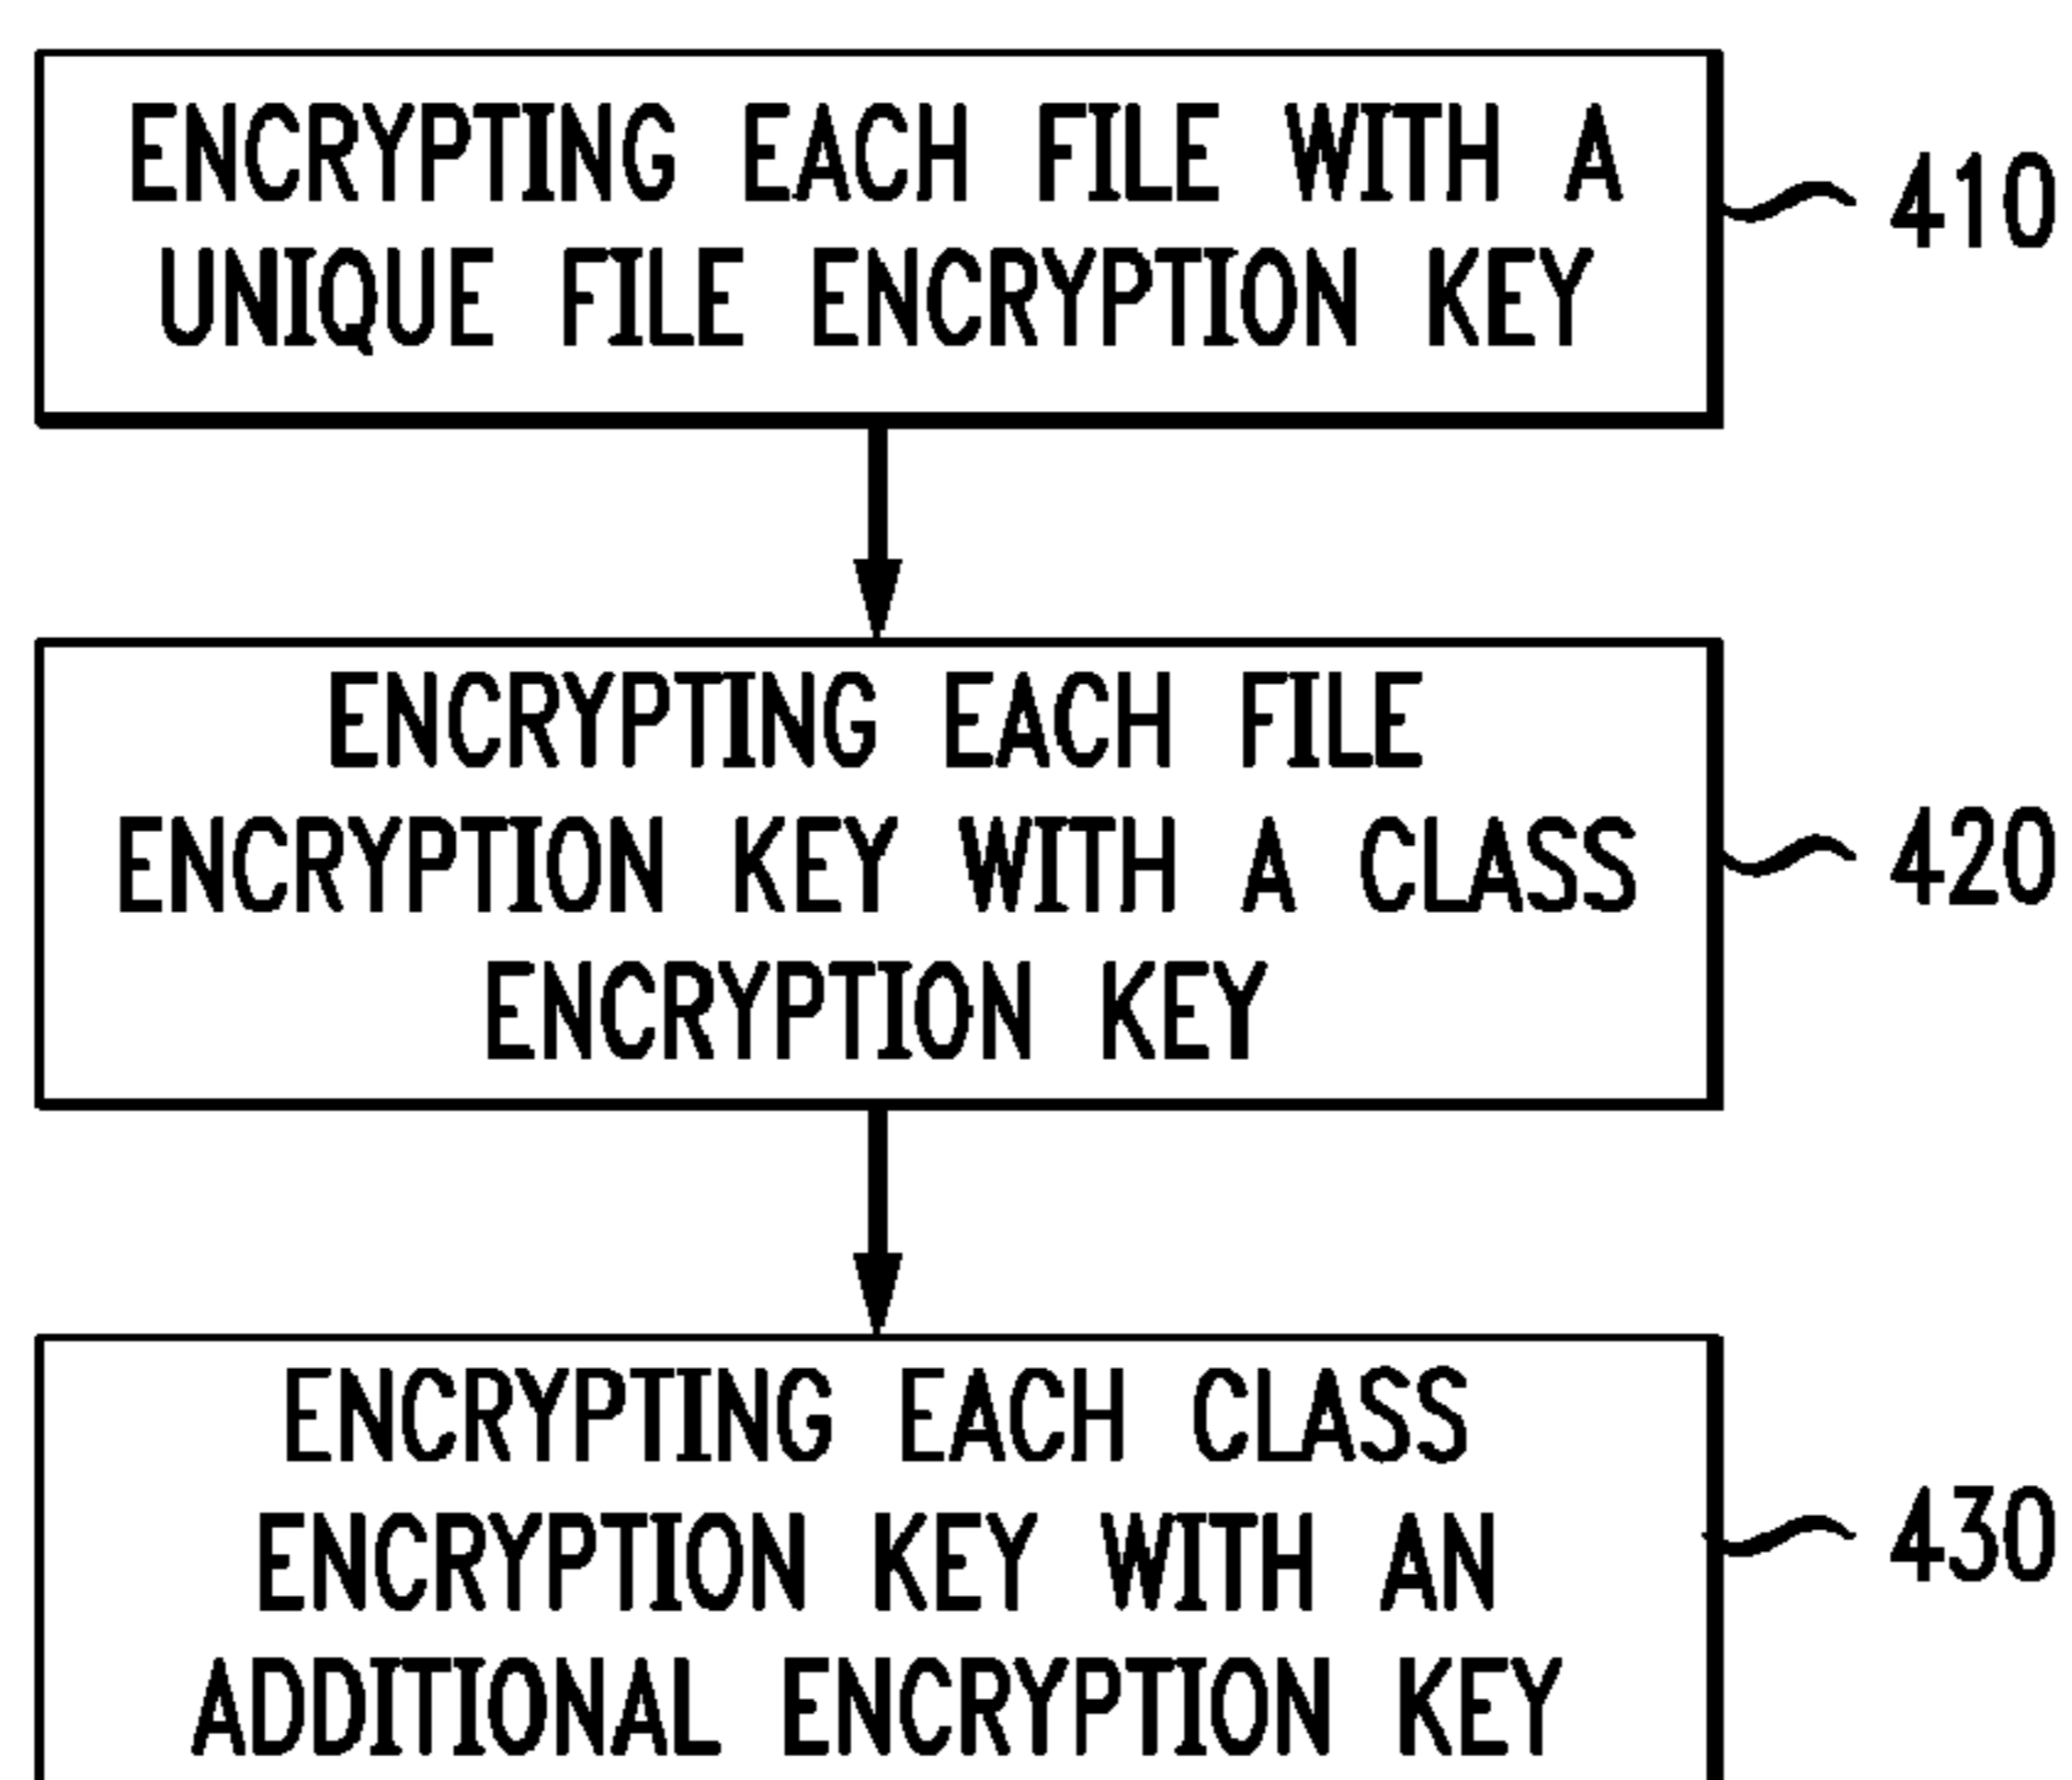 ENCRYPTING EACH FILE WITH A
UNIQUE FILE ENCRYPTION KEY
410
ENCRYPTING EACH FILE
ENCRYPTION KEY WITH A CLASS
ENCRYPTION KEY
420
ENCRYPTING EACH CLASS
ENCRYPTION KEY WITH AN
ADDITIONAL ENCRYPTION KEY
430